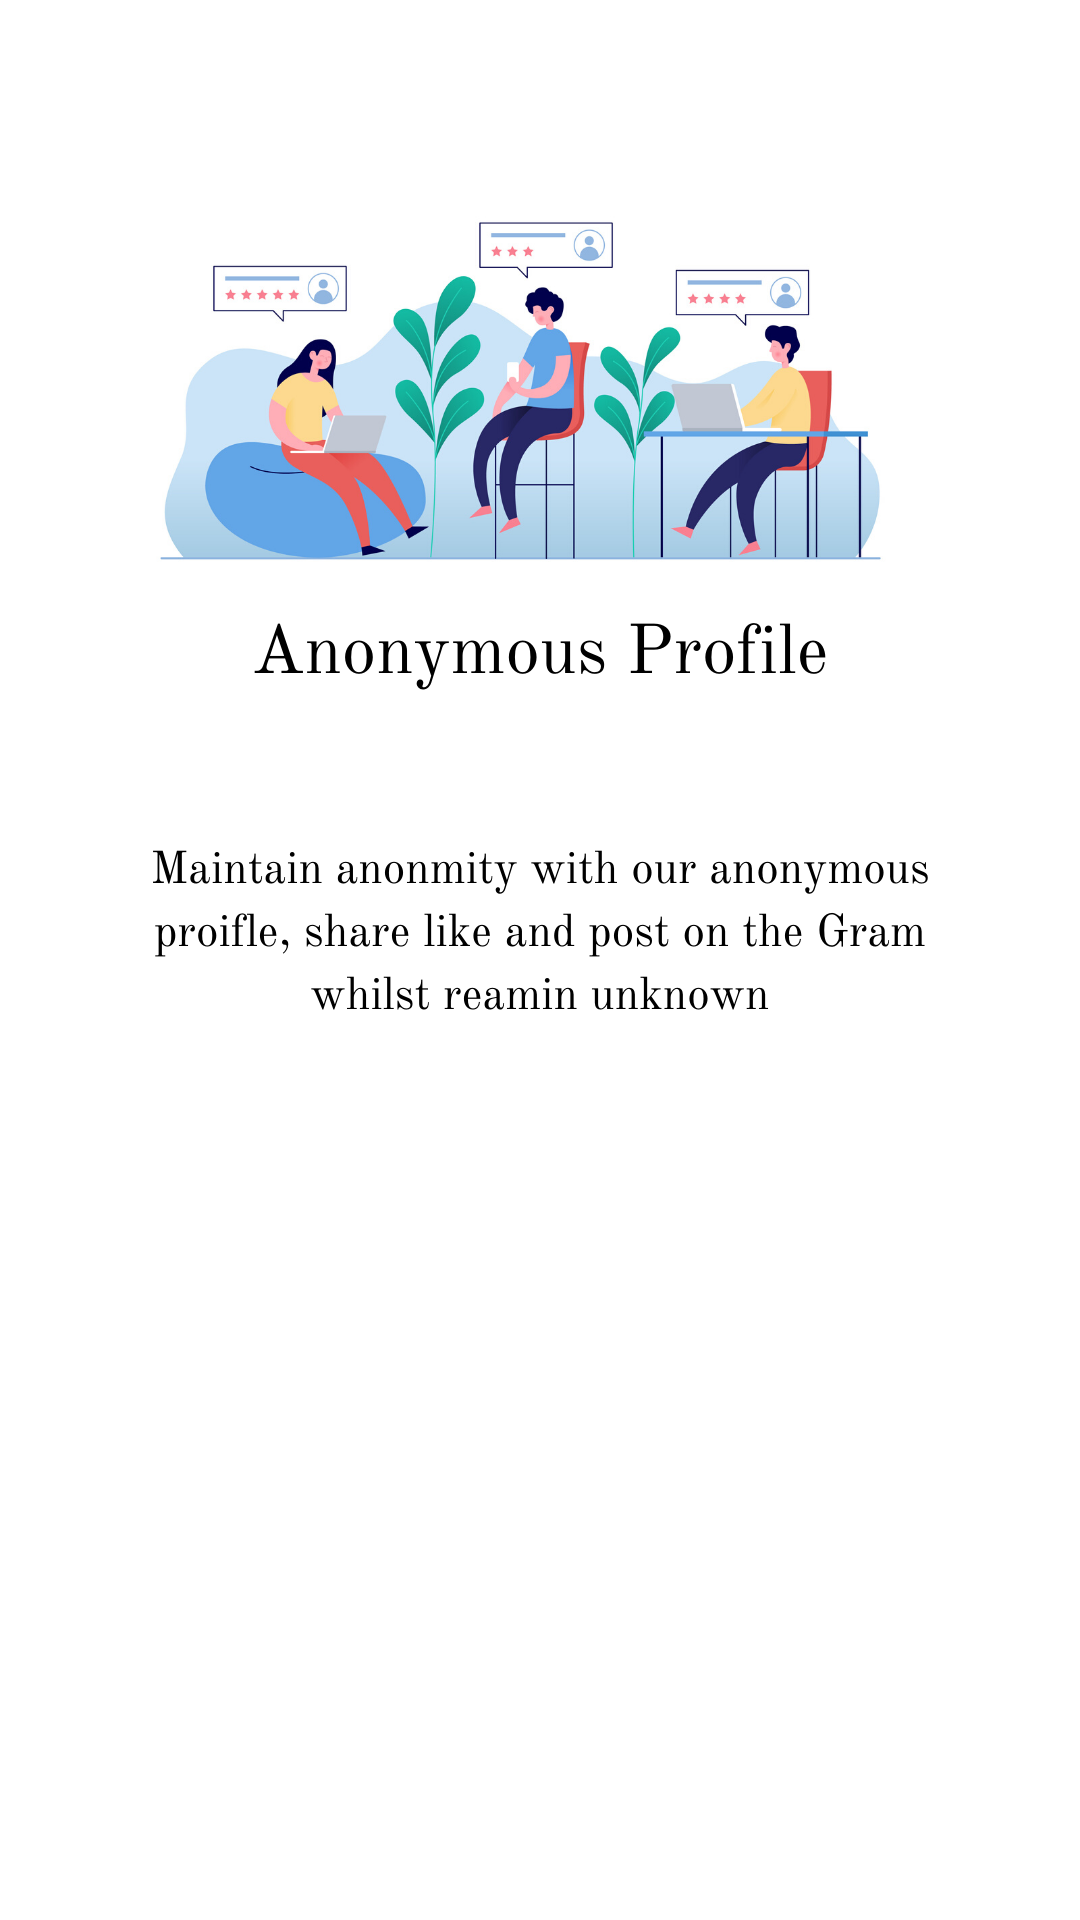 Anonymous Profile
Maintain anonmity with our anonymous
proifle, share like and post on the Gram
whilst reamin unknown